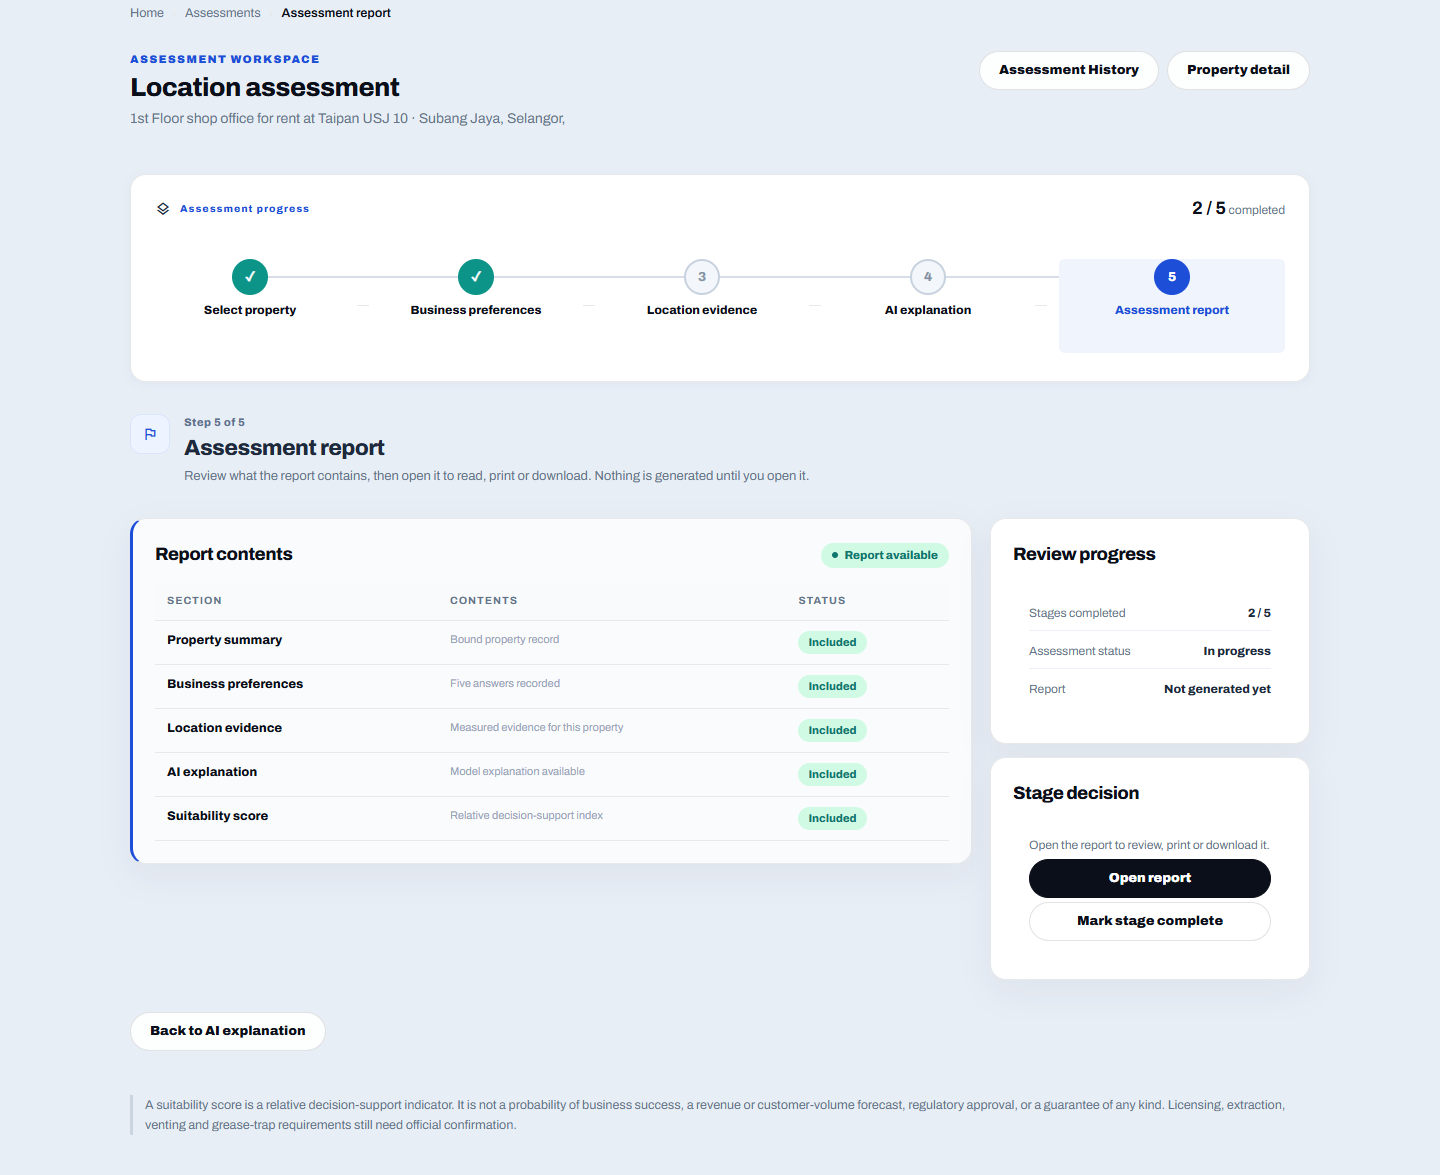 Home Assessments Assessment report
ASSESSMENT WORKSPACE
Location assessment
1st Floor shop office for rent at Taipan USJ 10 · Subang Jaya, Selangor,
Assessment History
Property detail
Assessment progress
2 / 5 completed
✓ ✓ 3 4 5
Select property Business preferences Location evidence AI explanation Assessment report
Step 5 of 5
Assessment report
Review what the report contains, then open it to read, print or download. Nothing is generated until you open it.
Report contents
Report available
SECTION CONTENTS STATUS
Property summary Bound property record Included
Business preferences Five answers recorded Included
Location evidence Measured evidence for this property Included
AI explanation Model explanation available Included
Suitability score Relative decision-support index Included
Review progress
Stages completed 2 / 5
Assessment status In progress
Report Not generated yet
Stage decision
Open the report to review, print or download it.
Open report
Mark stage complete
Back to AI explanation
A suitability score is a relative decision-support indicator. It is not a probability of business success, a revenue or customer-volume forecast, regulatory approval, or a guarantee of any kind. Licensing, extraction,
venting and grease-trap requirements still need official confirmation.